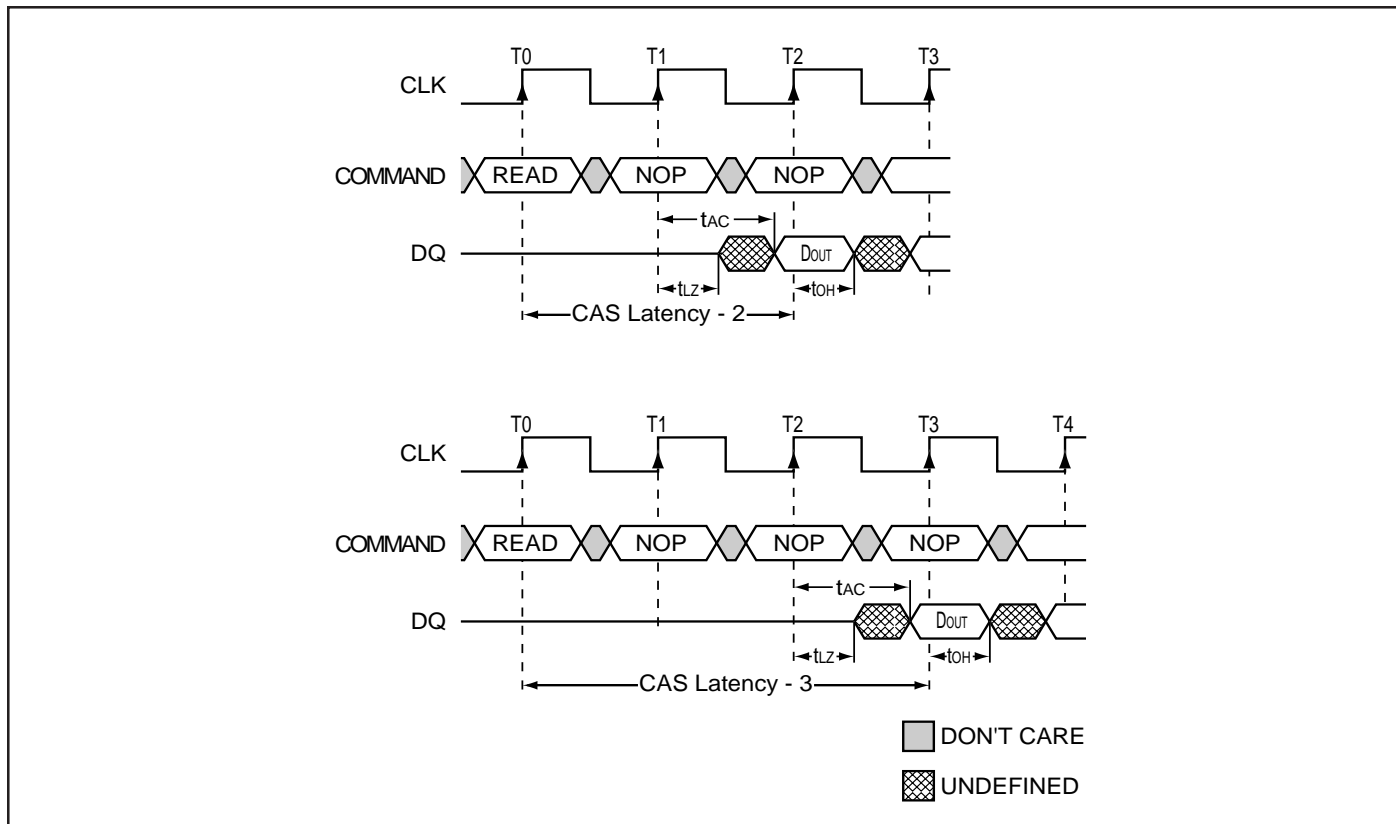 T0 T1 T2 T3
CLK
COMMAND READ NOP NOP
tAC
DQ DOUT
tLZ tOH
CAS Latency - 2
T0 T1 T2 T3 T4
CLK
COMMAND READ NOP NOP NOP
tAC
DQ DOUT
tLZ tOH
CAS Latency - 3
DON'T CARE
UNDEFINED